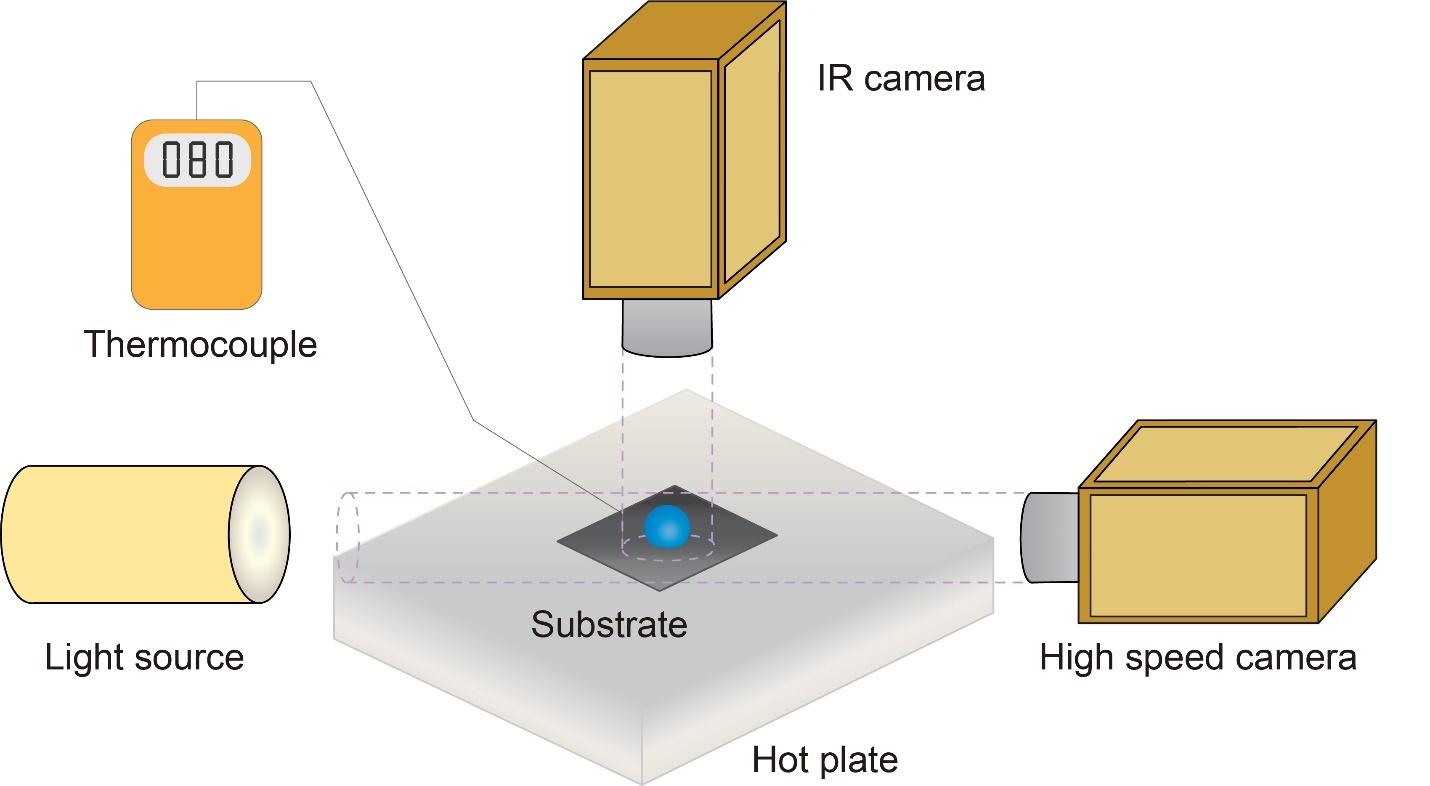 IR camera
080
Thermocouple
Substrate
Light source
High speed camera
Hot plate